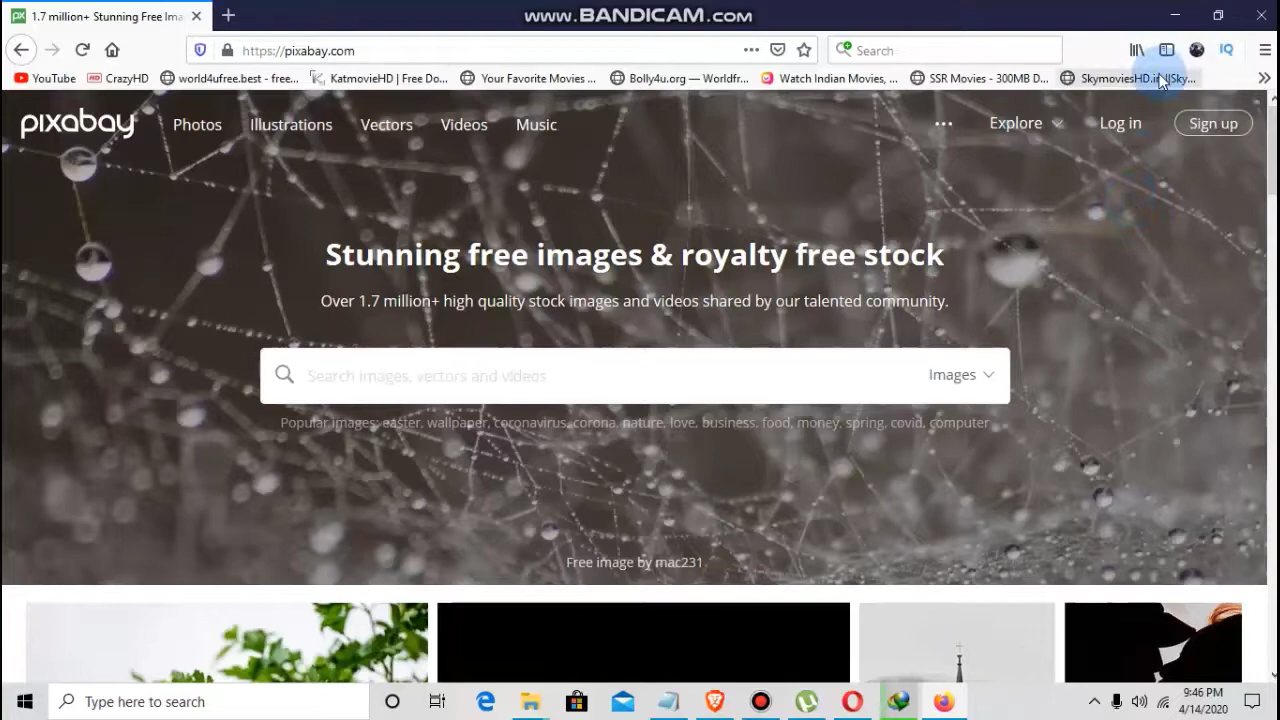 1.7 million+ Stunning Free Ima
www.BANDICAM.com
https://pixabay.com
Search
YouTube
HD CrazyHD
world4ufree.best - free...
KatmovieHD | Free Do...
Your Favorite Movies ...
Bolly4u.org — Worldfr...
Watch Indian Movies, ...
SSR Movies - 300MB D...
IQ
px
pixabay
Photos
Illustrations
Vectors
Videos
Music
Explore
Log in
Sign up
Stunning free images & royalty free stock
Over 1.7 million+ high quality stock images and videos shared by our talented community.
Search images, vectors and videos
Images
Popular images: easter, wallpaper, coronavirus, corona, nature, love, business, food, money, spring, covid, computer
Free image by mac231
Type here to search
9:46 PM
4/14/2020